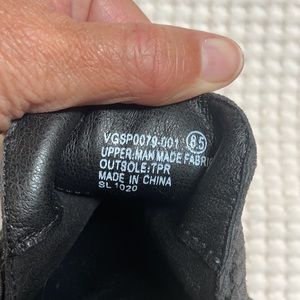 VGSP0079-001 8.5
UPPER:MAN MADE FABRI
OUTSOLE:TPR
MADE IN CHINA
SL 1020